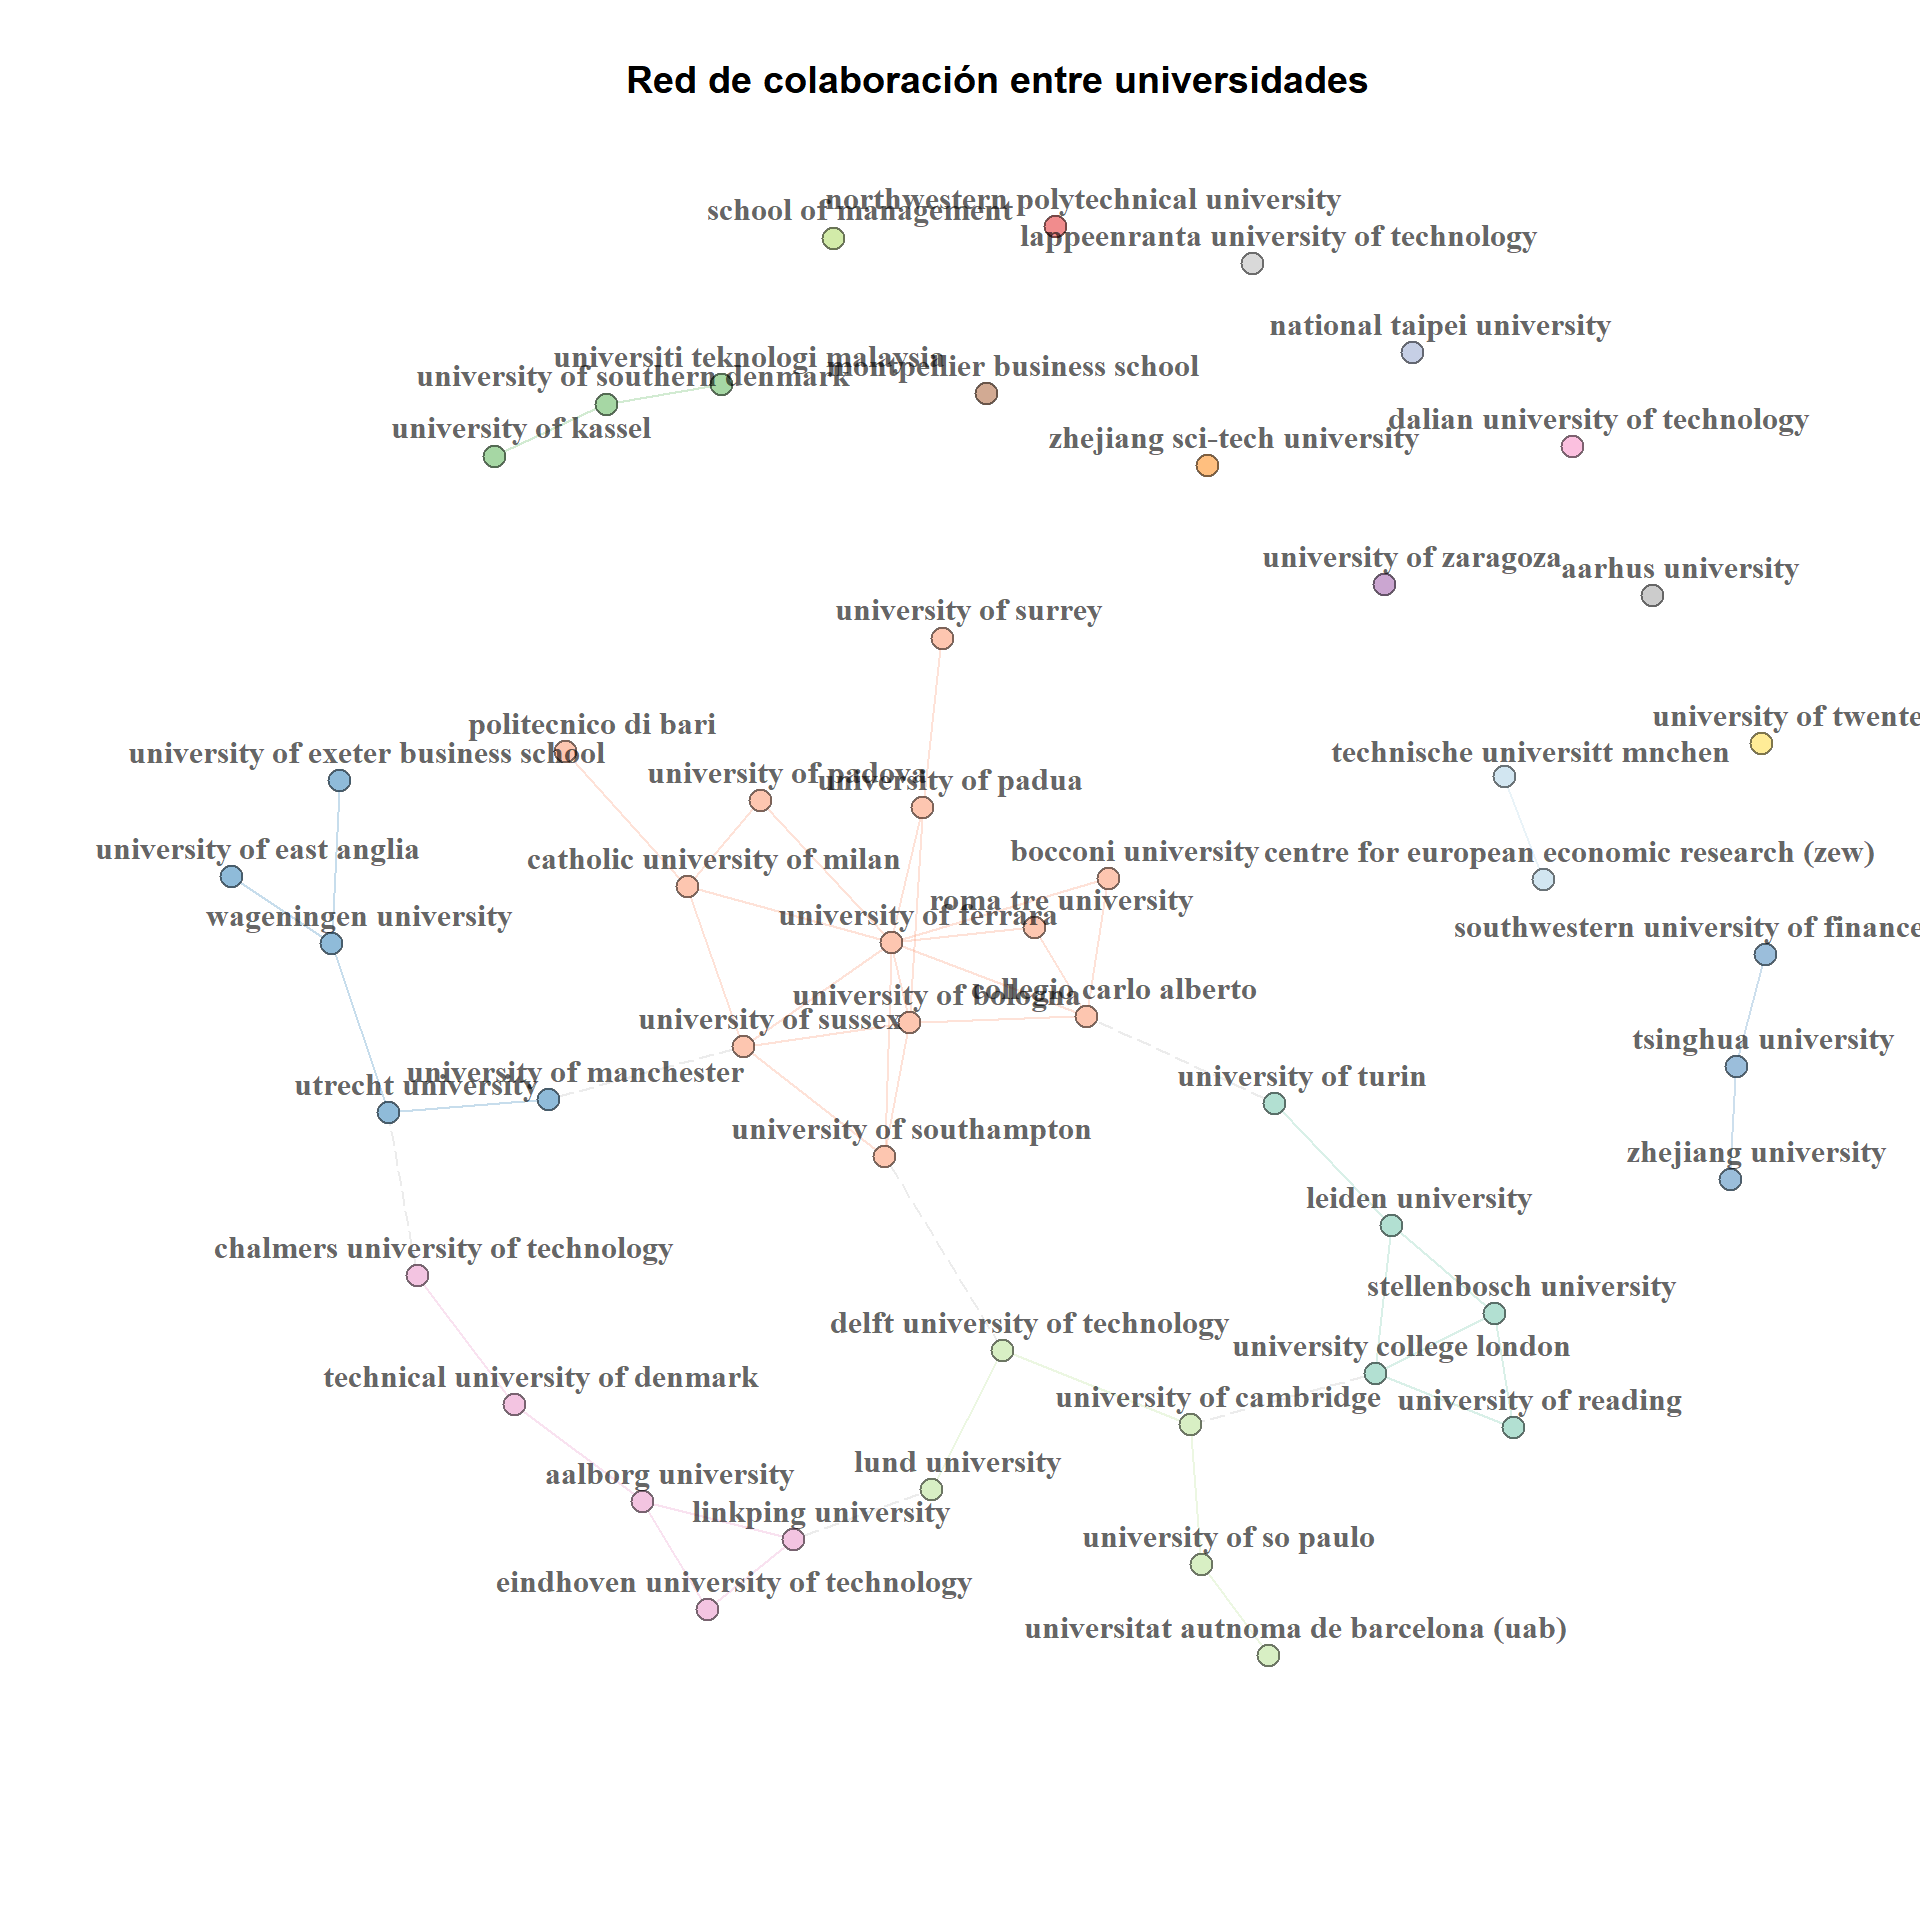 Red de colaboración entre universidades
northwestern polytechnical university
school of management
lappeenranta university of technology
national taipei university
universiti teknologi malaysia
montpellier business school
university of southern denmark
dalian university of technology
university of kassel
zhejiang sci-tech university
university of zaragoza
aarhus university
university of surrey
university of twente
politecnico di bari
university of exeter business school
technische universitt mnchen
university of padova
university of padua
university of east anglia
bocconi university
centre for european economic research (zew)
catholic university of milan
roma tre university
wageningen university
university of ferrara
southwestern university of finance
collegio carlo alberto
university of bologna
university of sussex
tsinghua university
university of manchester
university of turin
utrecht university
university of southampton
zhejiang university
leiden university
chalmers university of technology
stellenbosch university
delft university of technology
university college london
technical university of denmark
university of cambridge
university of reading
lund university
aalborg university
linkping university
university of so paulo
eindhoven university of technology
universitat autnoma de barcelona (uab)